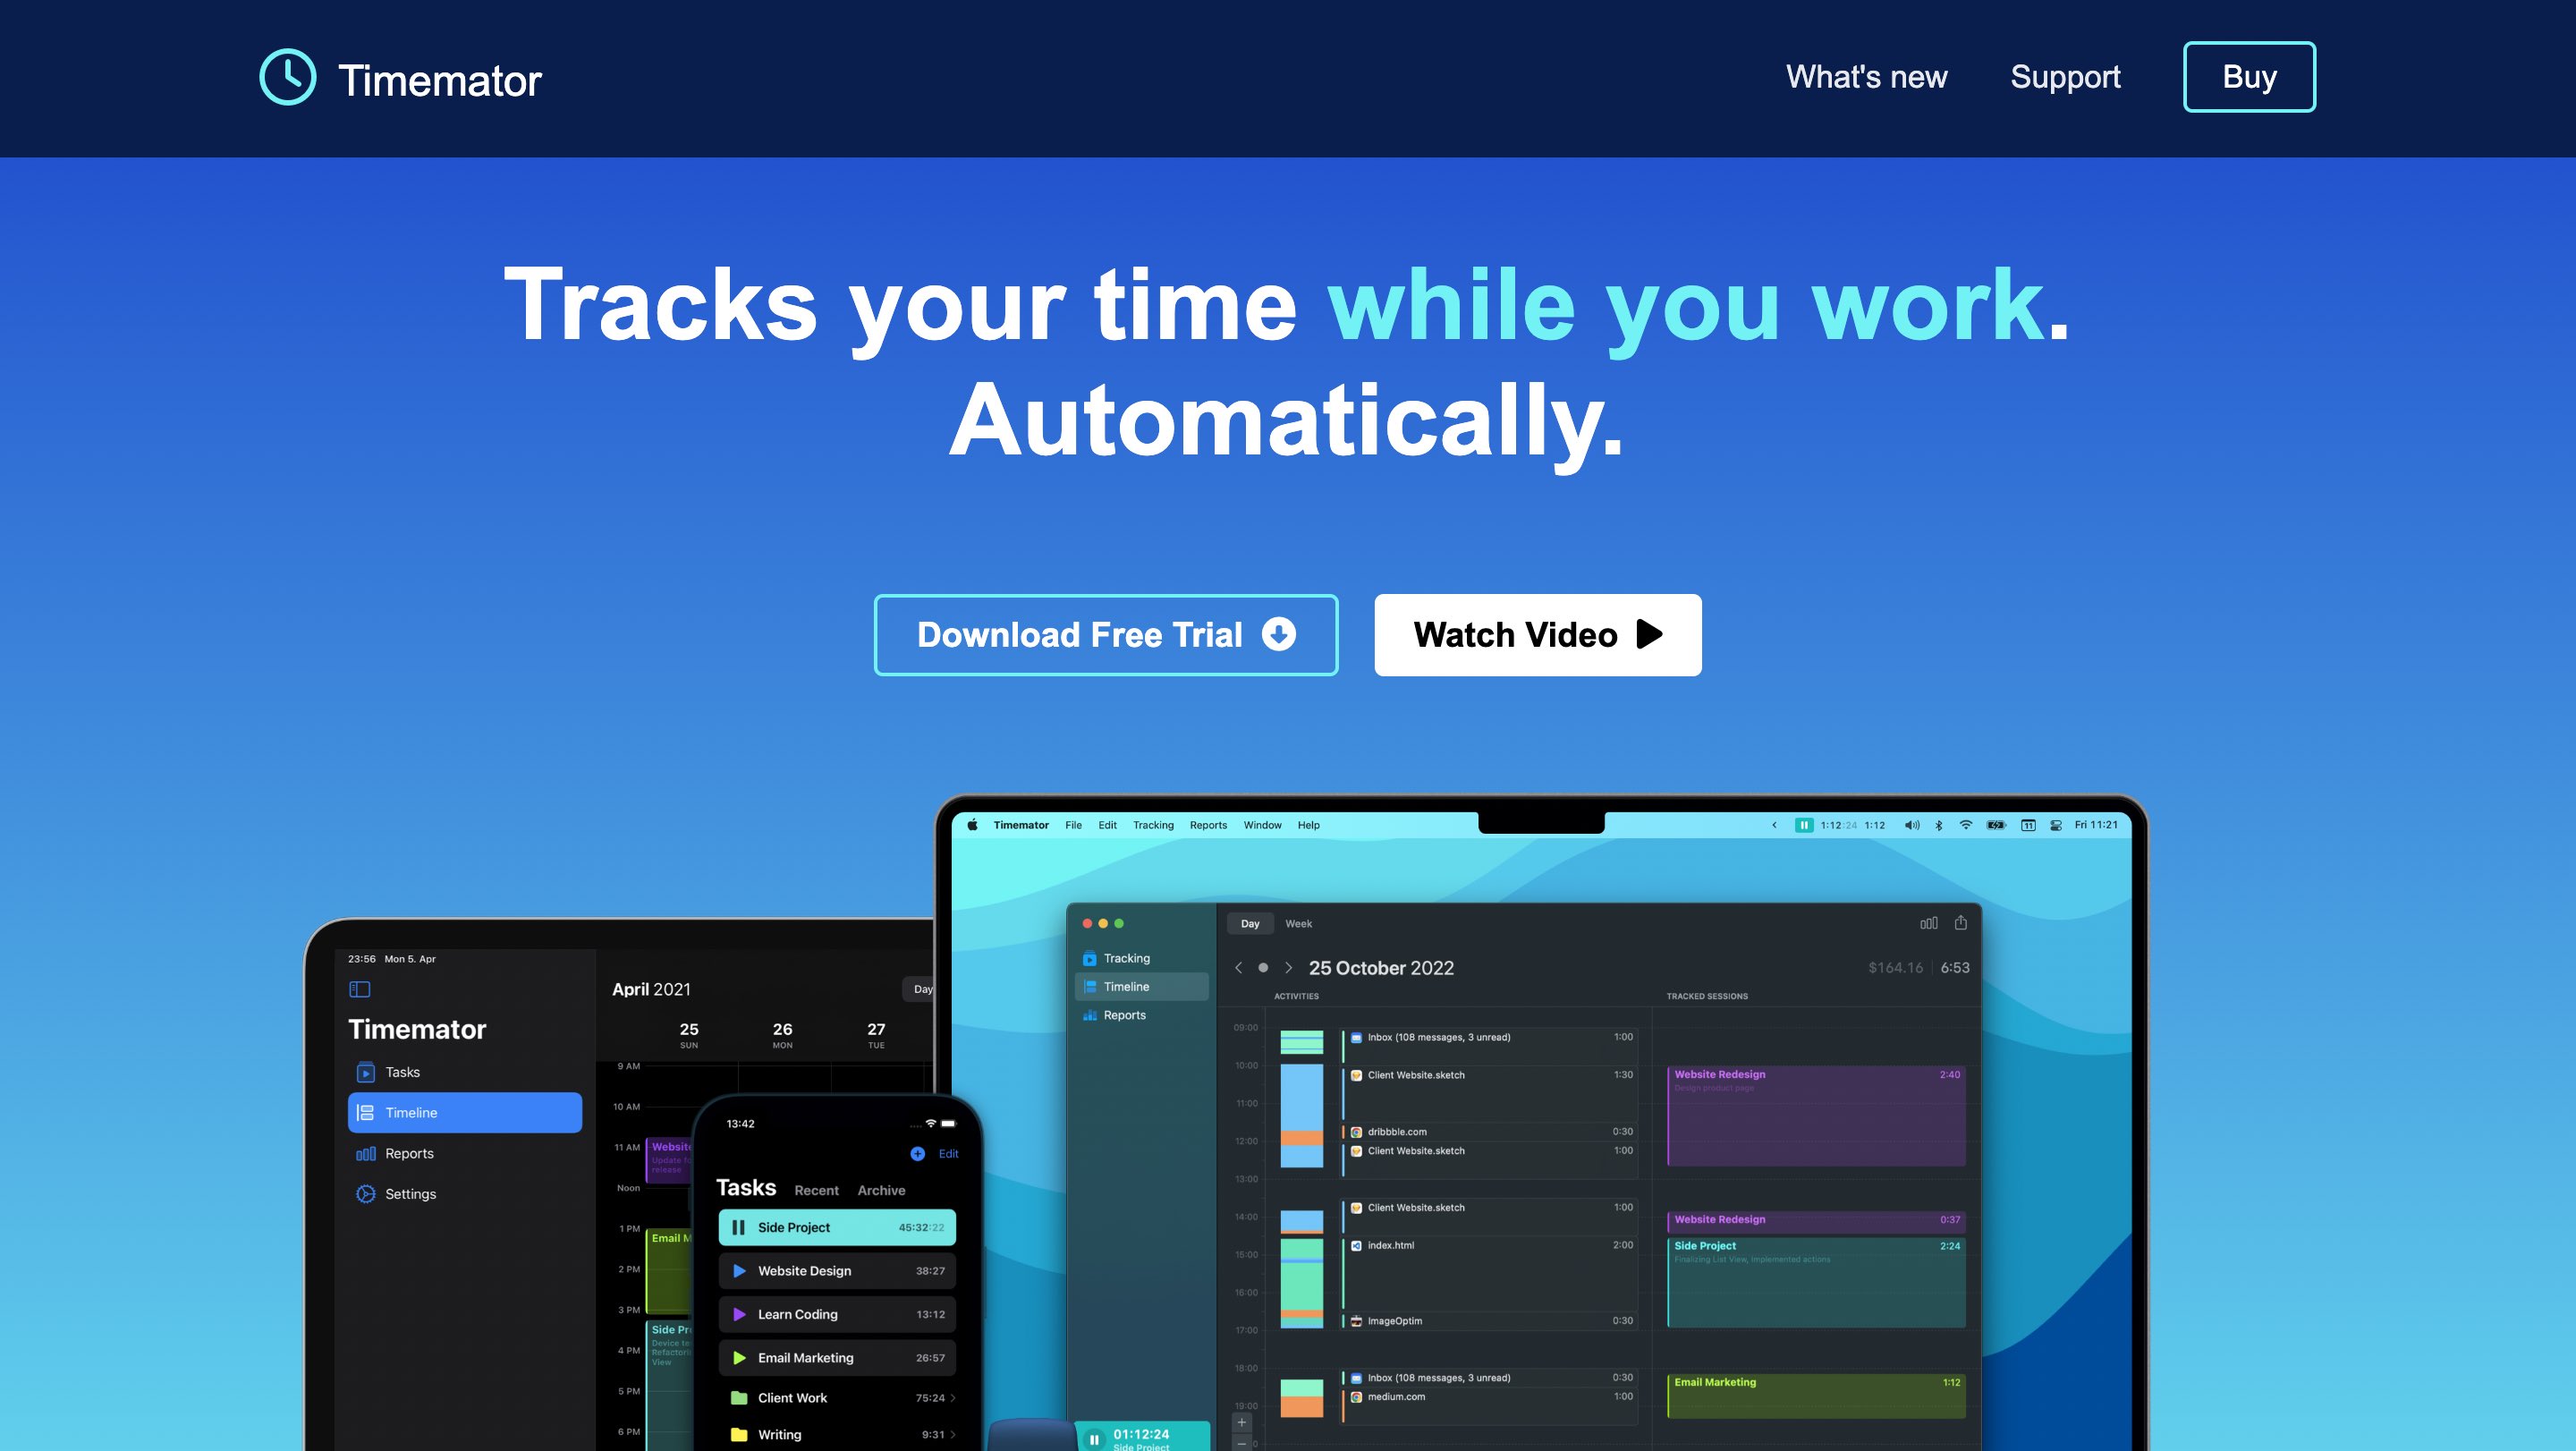 Timemator
What's new
Support
Buy
Tracks your time while you work.
Automatically.
Download Free Trial
Watch Video
Timemator File Edit Tracking Reports Window Help
1:12:24 1:12
11
Fri 11:21
Day Week
Tracking
Timeline
Reports
25 October 2022
$164.16 6:53
ACTIVITIES
TRACKED SESSIONS
09:00
Inbox (108 messages, 3 unread) 1:00
10:00
Client Website.sketch 1:30
Website Redesign 2:40
Design product page
11:00
dribbble.com 0:30
12:00
Client Website.sketch 1:00
13:00
Client Website.sketch 1:00
14:00
Website Redesign 0:37
index.html 2:00
Side Project 2:24
Finalizing List View, Implemented actions
15:00
16:00
ImageOptim 0:30
17:00
18:00
Inbox (108 messages, 3 unread) 0:30
Email Marketing 1:12
medium.com 1:00
19:00
01:12:24
Side Project
23:56 Mon 5. Apr
Timemator
Tasks
Timeline
Reports
Settings
April 2021
Day
25 26 27
SUN MON TUE
9 AM
10 AM
11 AM
Noon
1 PM
2 PM
3 PM
4 PM
5 PM
6 PM
release
Email M
Side Pr
Device to
View
13:42
Edit
Tasks Recent Archive
Side Project 45:32:22
Website Design 38:27
Learn Coding 13:12
Email Marketing 26:57
Client Work 75:24
Writing 9:31